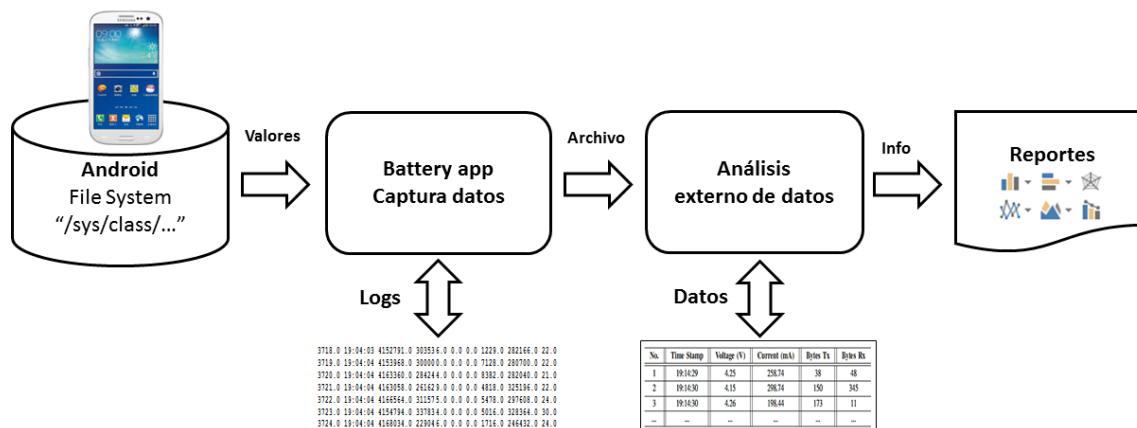 SAMSUNG
09:00
Android
File System
“/sys/class/...”
Valores
Battery app
Captura datos
Archivo
Análisis
externo de datos
Info
Reportes
Logs
Datos
3718.0 19:04:03 4152791.0 303536.0 0.0 0.0 1229.0 282166.0 22.0
3719.0 19:04:04 4153968.0 300000.0 0.0 0.0 7128.0 280700.0 22.0
3720.0 19:04:04 4163360.0 284244.0 0.0 0.0 8382.0 282040.0 21.0
3721.0 19:04:04 4163058.0 261629.0 0.0 0.0 4818.0 325196.0 22.0
3722.0 19:04:04 4166564.0 311575.0 0.0 0.0 5478.0 297608.0 24.0
3723.0 19:04:04 4154794.0 337834.0 0.0 0.0 5016.0 328364.0 30.0
3724.0 19:04:04 4168034.0 229046.0 0.0 0.0 1716.0 246432.0 24.0
No. Time Stamp Voltage (V) Current (mA) Bytes Tx Bytes Rx
1 19:14:29 4.25 258.74 38 48
2 19:14:30 4.15 298.74 150 345
3 19:14:30 4.26 198.44 173 11
... ... ... ... ... ...